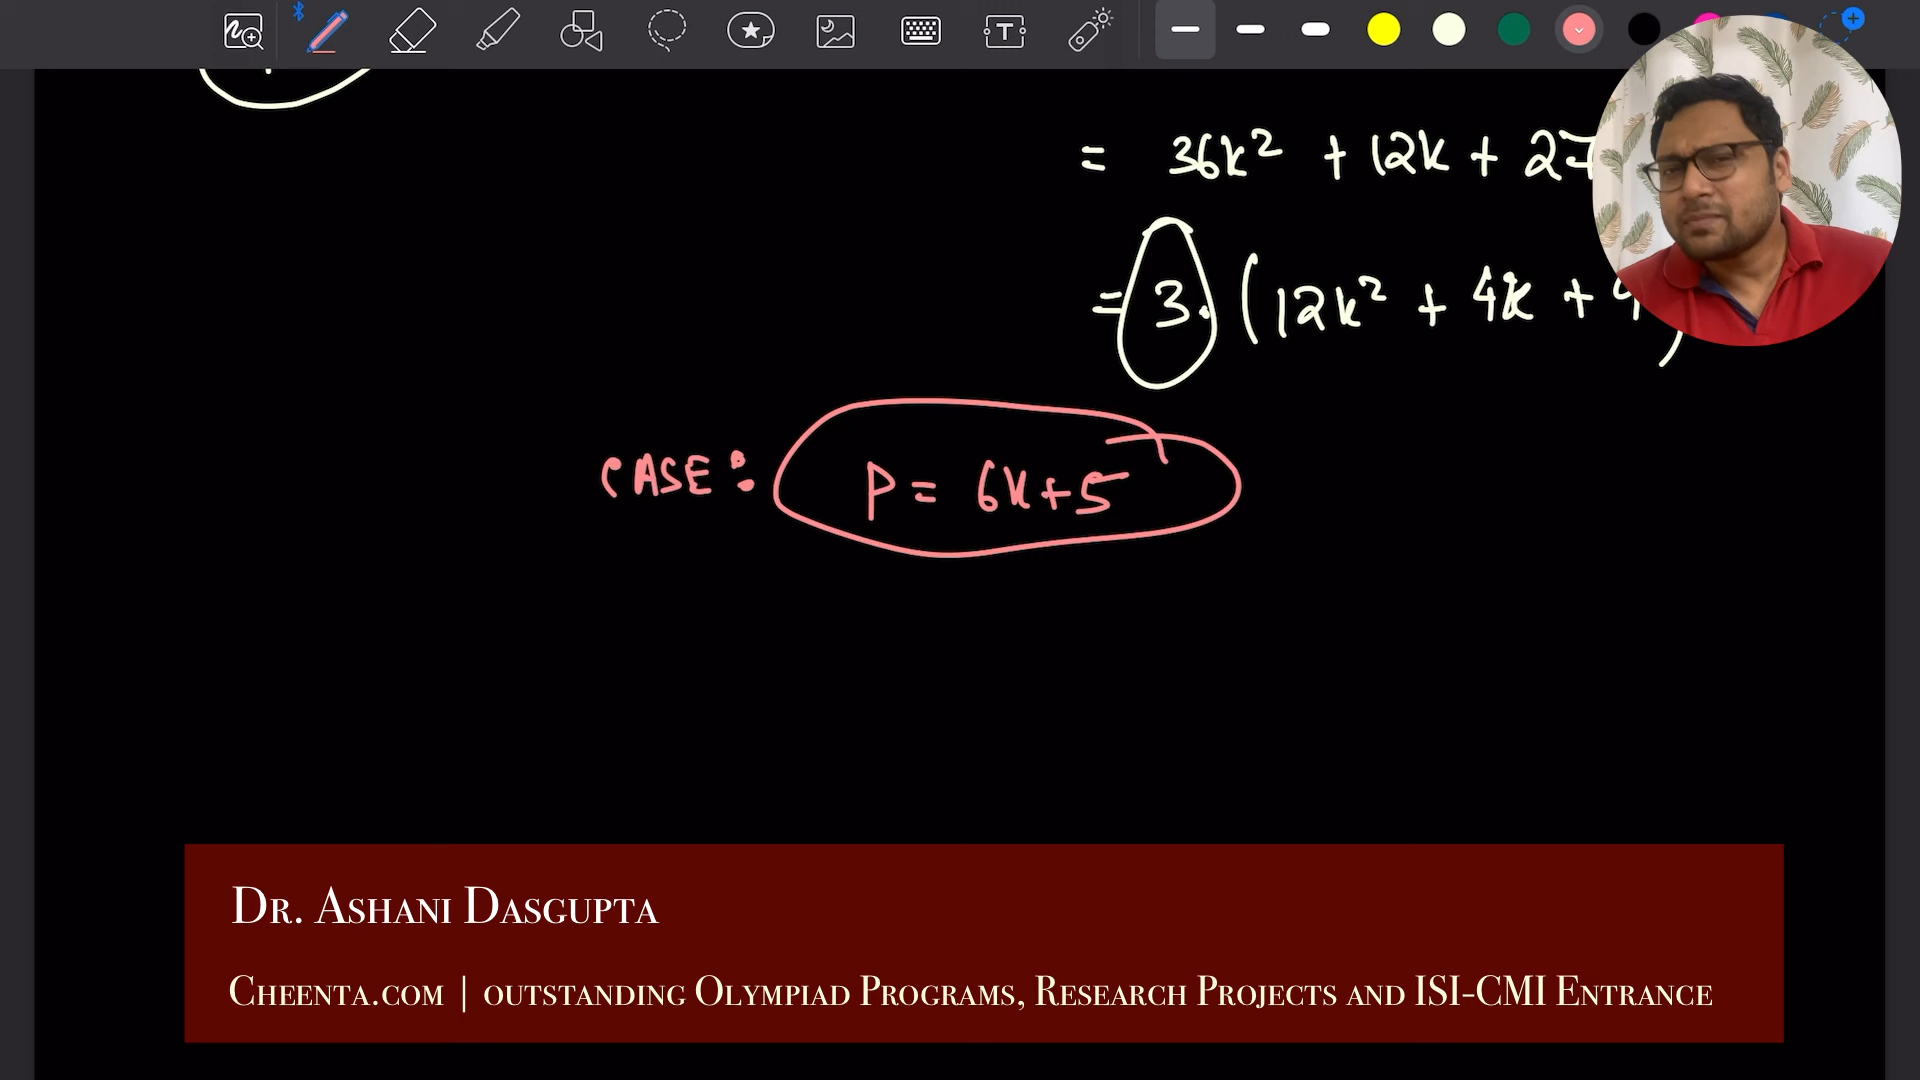 = 36k² + 12k + 27
= 3. (12k² + 4k + 9)
CASE: P = 6k+5
Dr. Ashani Dasgupta
Cheenta.com | outstanding Olympiad Programs, Research Projects and ISI-CMI Entrance